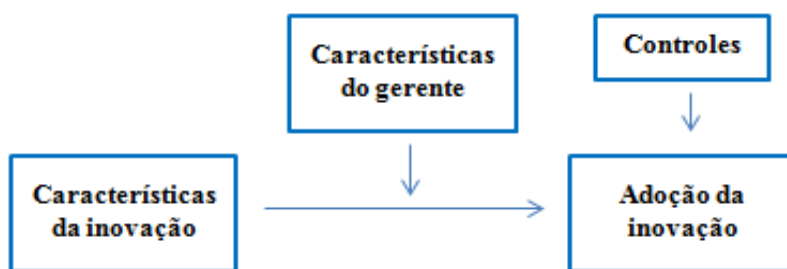 Características
do gerente
Controles
Características
da inovação
Adoção da
inovação